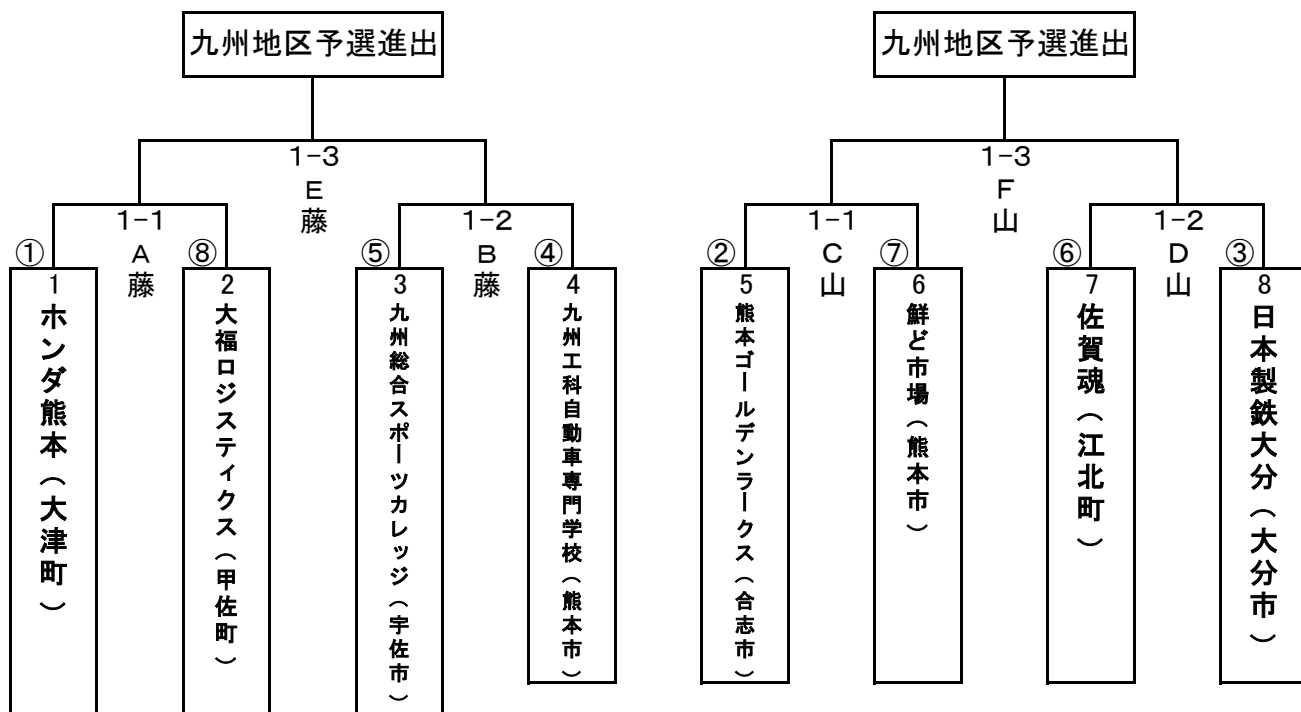 九州地区予選進出
九州地区予選進出
1-3
E
藤
1-3
F
山
1-1
A
藤
1-2
B
藤
1-1
C
山
1-2
D
山
①
⑧
⑤
④
②
⑦
⑥
③
1
ホンダ熊本(大津町)
2
大福ロジスティクス(甲佐町)
3
九州総合スポーツカレッジ(宇佐市)
4
九州工科自動車専門学校(熊本市)
5
熊本ゴールデンラークス(合志市)
6
鮮ど市場(熊本市)
7
佐賀魂(江北町)
8
日本製鉄大分(大分市)